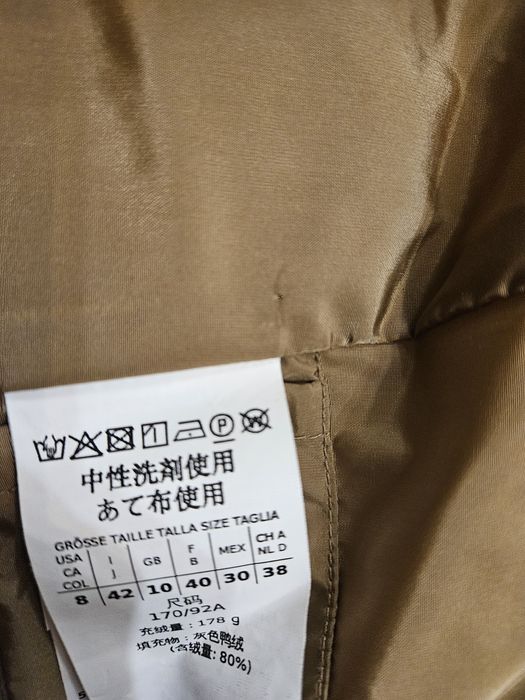 中性洗剤使用
あて布使用
GRÖSSE TAILLE TALLA SIZE TAGLIA
USA CA COL I J GB F B MEX CH A NL D
8 42 10 40 30 38
尺码
170/92A
充绒量：178 g
填充物：灰色鸭绒
(含绒量: 80%)